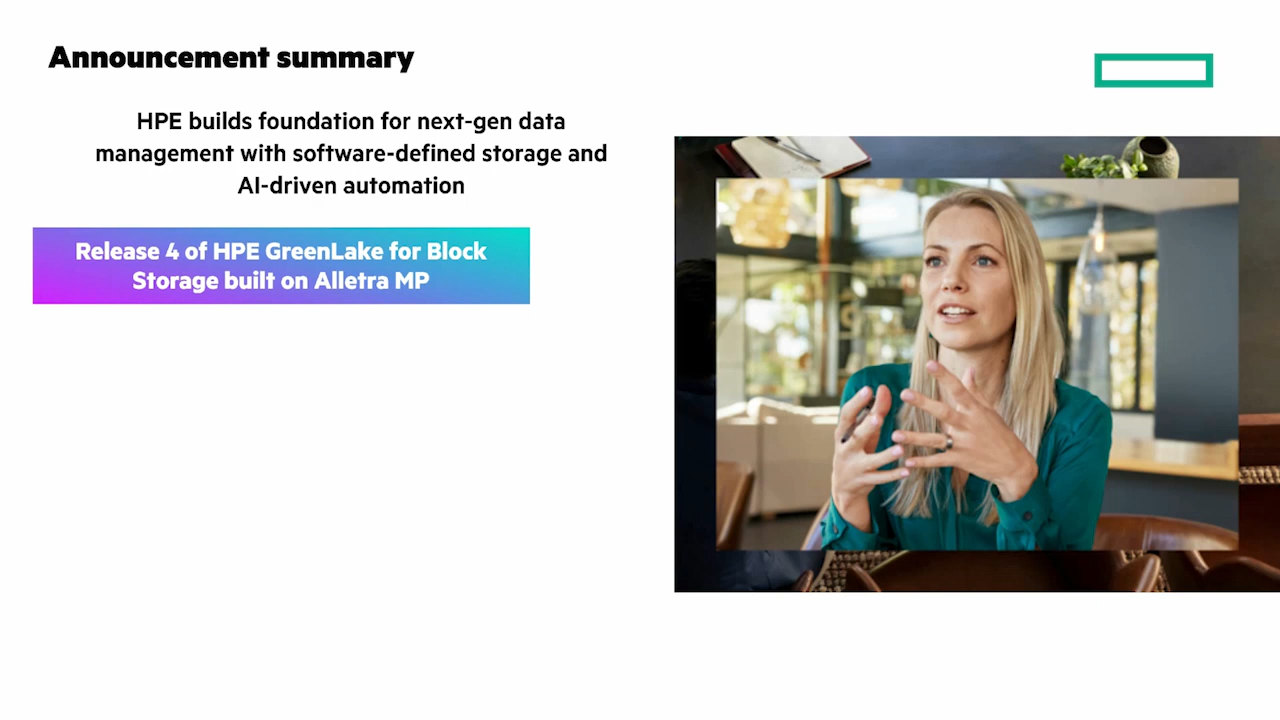 Announcement summary
HPE builds foundation for next-gen data
management with software-defined storage and
AI-driven automation
Release 4 of HPE GreenLake for Block
Storage built on Alletra MP